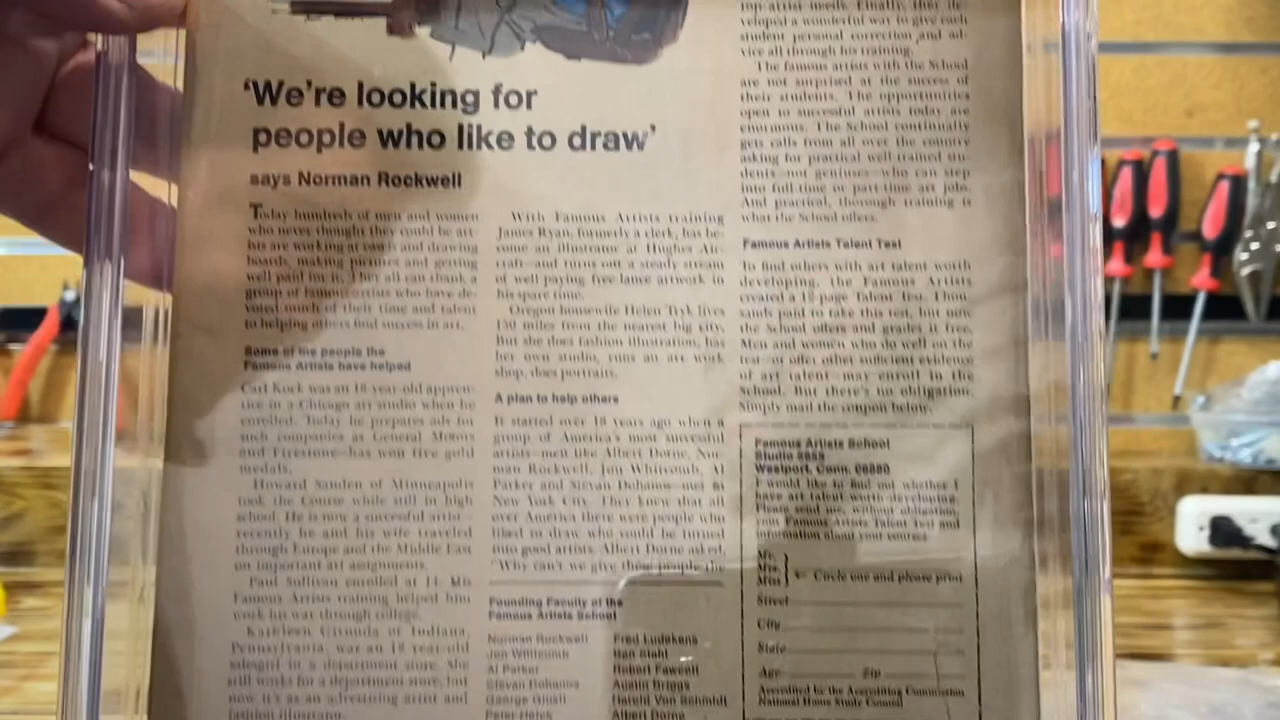 'We're looking for
people who like to draw'
says Norman Rockwell
Today hundreds of men and women
who never thought they could be art-
ists are working at easels and drawing
boards, making pictures and getting
well paid for it. They all can thank a
group of famous artists who have de-
voted much of their time and talent
to helping others find success in art.
Some of the people the
Famous Artists have helped
Carl Kock was an 18-year-old appren-
tice in a Chicago art studio when he
enrolled. Today he prepares ads for
such companies as General Motors
and Firestone—has won five gold
medals.
Howard Sanden of Minneapolis
took the Course while still in high
school. He is now a successful artist—
recently he and his wife traveled
through Europe and the Middle East
on important art assignments.
Paul Sullivan enrolled at 14. His
Famous Artists training helped him
work his way through college.
Kathleen of Indiana,
Pennsylvania, was an 18-year-old
salesgirl in a department store. She
still works for a department store, but
now it's as an advertising artist and
fashion illustrator.
With Famous Artists training
James Ryan, formerly a clerk, has be-
come an illustrator at Hughes Air-
craft—and turns out a steady stream
of well paying free lance artwork in
his spare time.
Oregon housewife Helen lives
150 miles from the nearest big city.
But she does fashion illustration, has
her own studio, runs an art work
shop, does portraits.
A plan to help others
It started over 18 years ago when a
group of America's most successful
artists—men like Albert Dorne, Nor-
man Rockwell, Jon Whitcomb, Al
Parker and Stevan Dohanos—met in
New York City. They knew that all
over America there were people who
liked to draw who could be turned
into good artists. Albert Dorne asked,
"Why can't we give these people the
Founding Faculty of the
Famous Artists School
Norman Rockwell
Jon Whitcomb
Al Parker
Stevan Dohanos
George Giusti
Peter Helck
Fred Ludekens
Ben Stahl
Robert Fawcett
Austin Briggs
Harold Von Schmidt
Albert Dorne
top artist needs. Finally, they de-
veloped a wonderful way to give each
student personal correction and ad-
vice all through his training.
The famous artists with the School
are not surprised at the success of
their students. The opportunities
open to successful artists today are
enormous. The School continually
gets calls from all over the country
asking for practical well-trained stu-
dents—not geniuses—who can step
into full-time or part-time art jobs.
And practical, thorough training is
what the School offers.
Famous Artists Talent Test
To find others with art talent worth
developing, the Famous Artists
created a 12-page Talent Test. Thou-
sands paid to take this test, but now
the School offers and grades it free.
Men and women who do well on the
test—or offer other sufficient evidence
of art talent—may enroll in the
School. But there's no obligation.
Simply mail the coupon below.
Famous Artists School
Studio
Westport, Conn. 06880
I would like to find out whether I
have art talent worth developing.
Please send me, without obligation,
your Famous Artists Talent Test and
information about your courses
Mr.
Mrs.
Miss
Circle one and please print
Street
City
State
Age Zip
Accredited by the Accrediting Commission
National Home Study Council